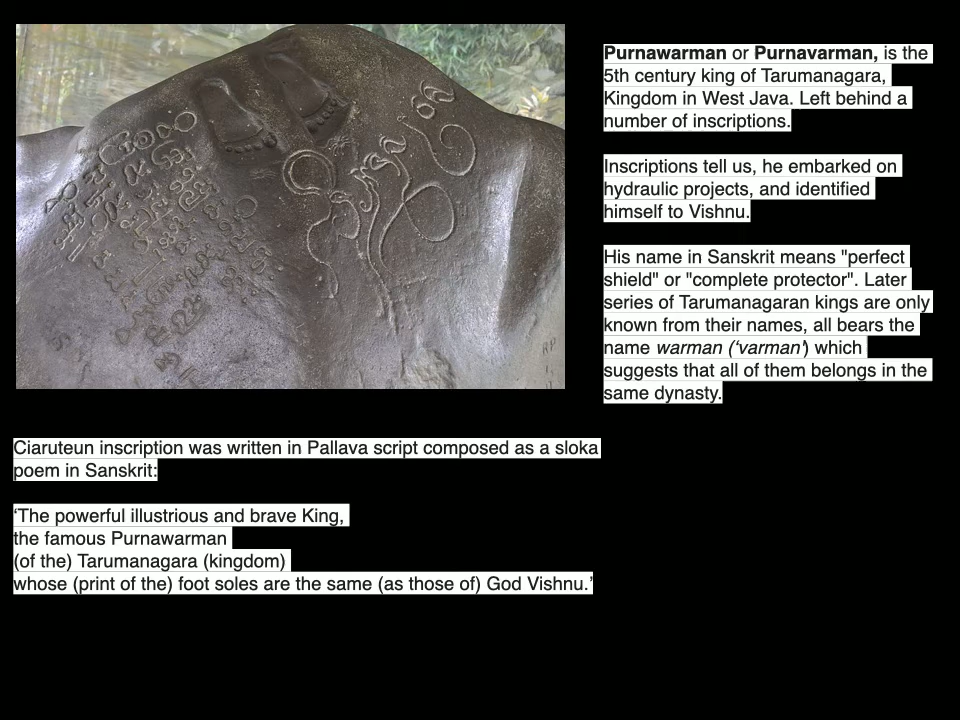 Purnawarman or Purnavarman, is the
5th century king of Tarumanagara,
Kingdom in West Java. Left behind a
number of inscriptions.
Inscriptions tell us, he embarked on
hydraulic projects, and identified
himself to Vishnu.
His name in Sanskrit means "perfect
shield" or "complete protector". Later
series of Tarumanagaran kings are only
known from their names, all bears the
name warman (‘varman’) which
suggests that all of them belongs in the
same dynasty.
Ciaruteun inscription was written in Pallava script composed as a sloka
poem in Sanskrit:
‘The powerful illustrious and brave King,
the famous Purnawarman
(of the) Tarumanagara (kingdom)
whose (print of the) foot soles are the same (as those of) God Vishnu.’